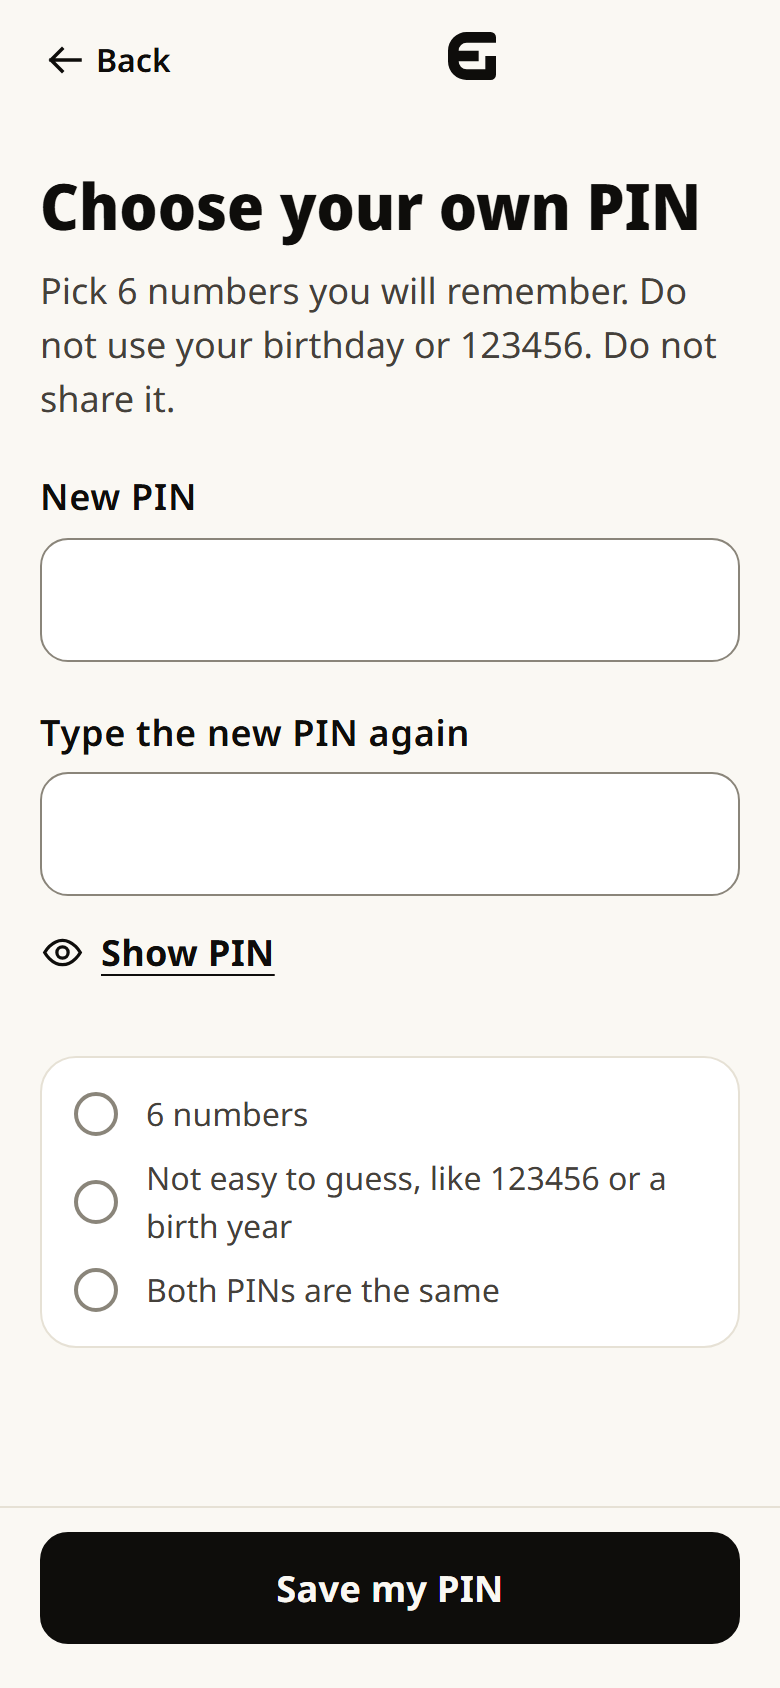 Back
Choose your own PIN
Pick 6 numbers you will remember. Do
not use your birthday or 123456. Do not
share it.
New PIN
Type the new PIN again
Show PIN
6 numbers
Not easy to guess, like 123456 or a
birth year
Both PINs are the same
Save my PIN